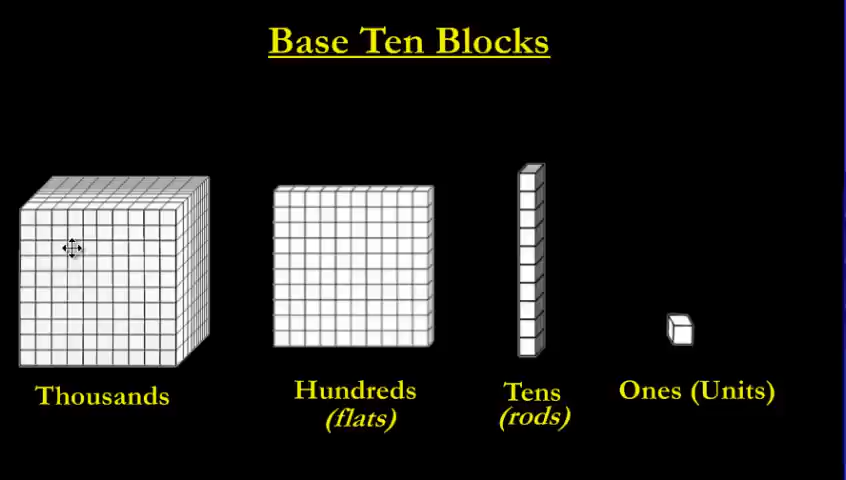 Base Ten Blocks
Thousands
Hundreds
(flats)
Tens
(rods)
Ones (Units)